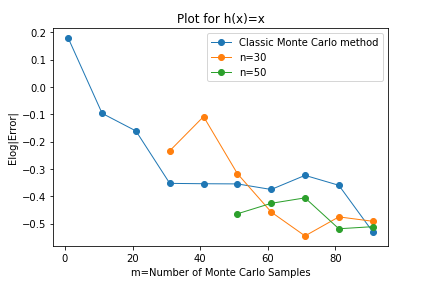 Plot for h(x)=x
Classic Monte Carlo method
n=30
n=50
Elog|Error|
0.2
0.1
0.0
−0.1
−0.2
−0.3
−0.4
−0.5
0 20 40 60 80
m=Number of Monte Carlo Samples